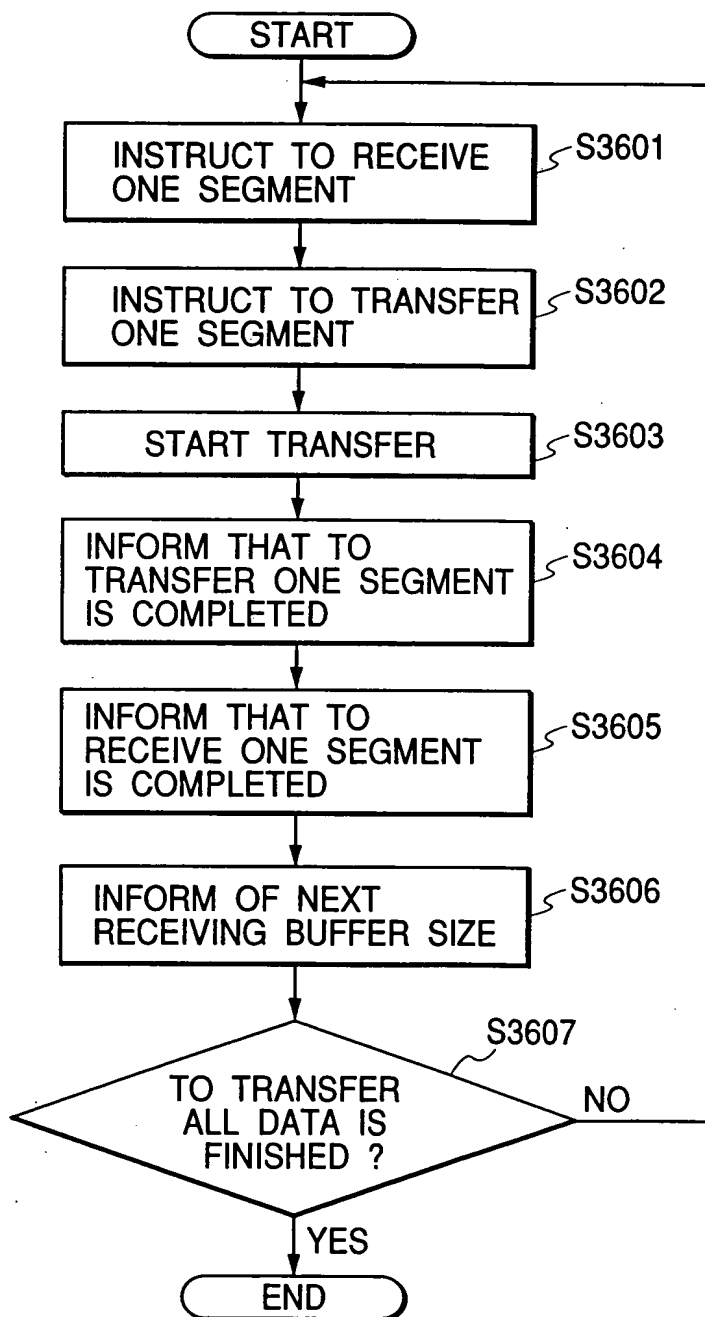 START
INSTRUCT TO RECEIVE
ONE SEGMENT
S3601
INSTRUCT TO TRANSFER
ONE SEGMENT
S3602
START TRANSFER
S3603
INFORM THAT TO
TRANSFER ONE SEGMENT
IS COMPLETED
S3604
INFORM THAT TO
RECEIVE ONE SEGMENT
IS COMPLETED
S3605
INFORM OF NEXT
RECEIVING BUFFER SIZE
S3606
S3607
TO TRANSFER
ALL DATA IS
FINISHED ?
NO
YES
END